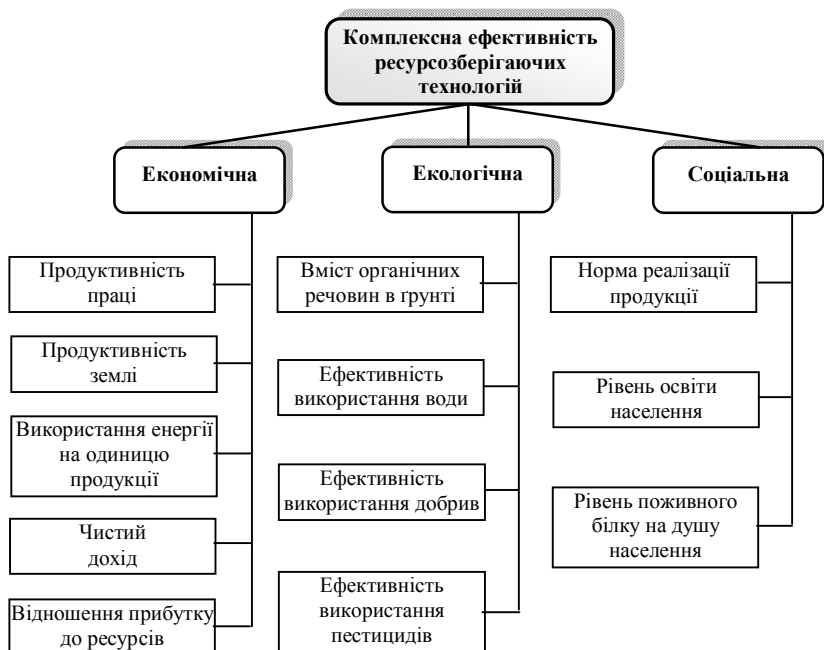 Комплексна ефективність
ресурсозберігаючих
технологій
Економічна
Екологічна
Соціальна
Продуктивність
праці
Продуктивність
землі
Використання енергії
на одиницю
продукції
Чистий
дохід
Відношення прибутку
до ресурсів
Вміст органічних
речовин в ґрунті
Ефективність
використання води
Ефективність
використання добрив
Ефективність
використання
пестицидів
Норма реалізації
продукції
Рівень освіти
населення
Рівень поживного
білку на душу
населення